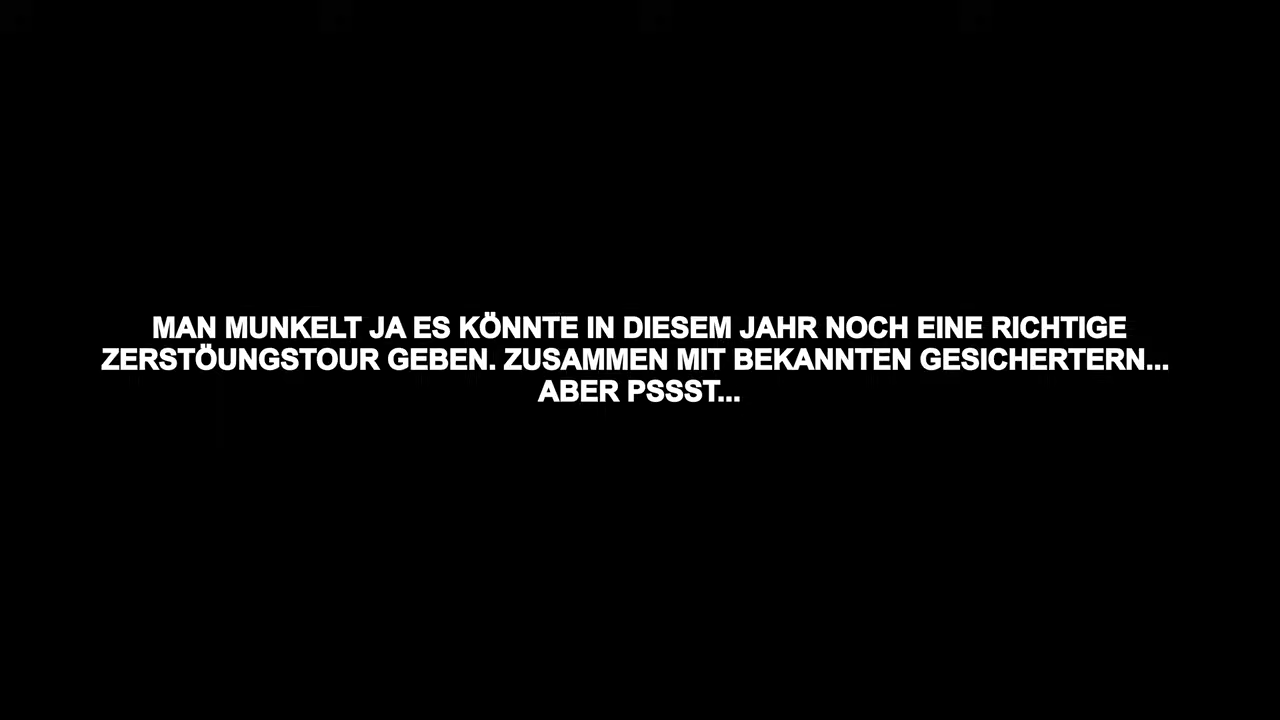 MAN MUNKELT JA ES KÖNNTE IN DIESEM JAHR NOCH EINE RICHTIGE
ZERSTÖUNGSTOUR GEBEN. ZUSAMMEN MIT BEKANNTEN GESICHERTERN...
ABER PSSST...